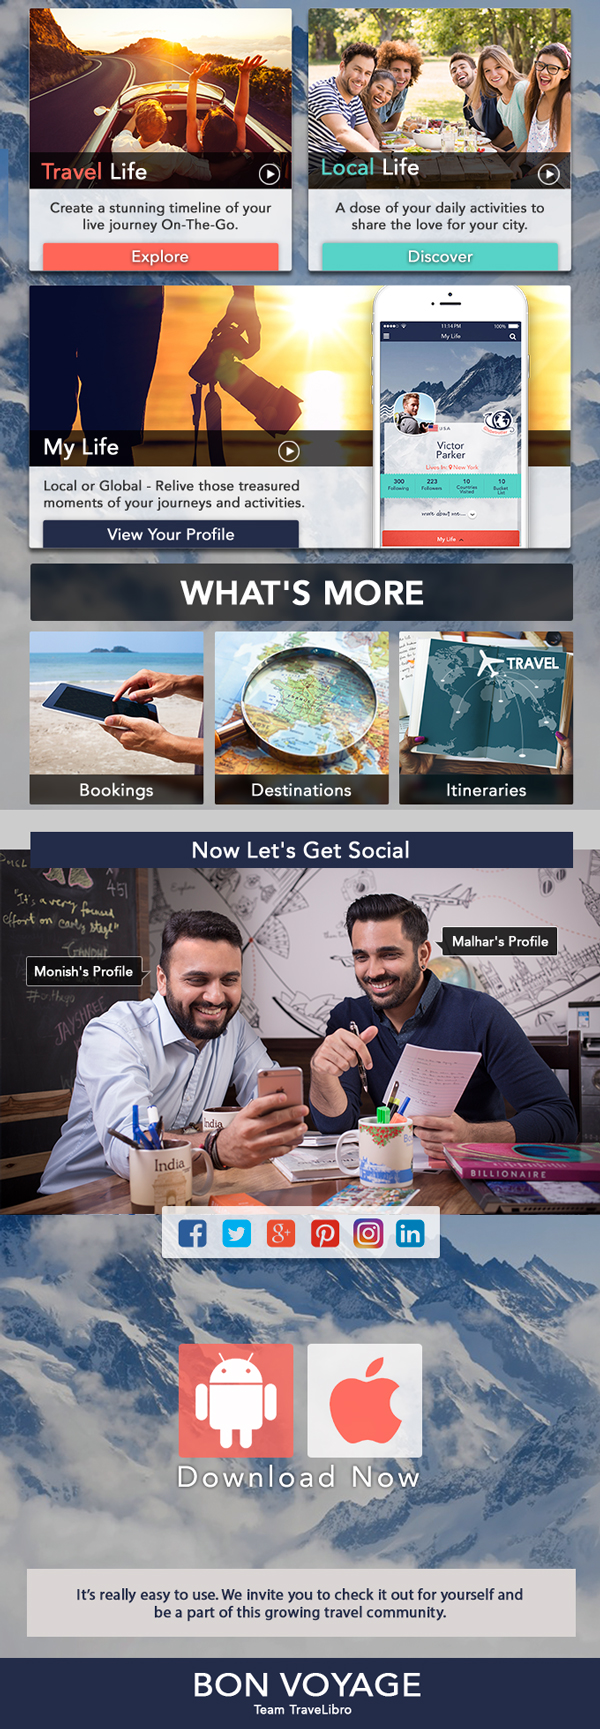 Travel Life
Create a stunning timeline of your
live journey On-The-Go.
Explore
Local Life
A dose of your daily activities to
share the love for your city.
Discover
My Life
Local or Global - Relive those treasured
moments of your journeys and activities.
View Your Profile
11:14 PM
100%
My Life
U.S.A
Victor
Parker
Lives In: New York
300
Following
223
Followers
10
Countries
Visited
10
Bucket
List
more about me...
My Life
WHAT'S MORE
Bookings
Destinations
TRAVEL
Itineraries
Now Let's Get Social
"It's a very focused
effort on early stage"
451
Malhar's Profile
Monish's Profile
India
India
BILLIONAIRE
f
g+
in
Download Now
It's really easy to use. We invite you to check it out for yourself and
be a part of this growing travel community.
BON VOYAGE
Team TraveLibro